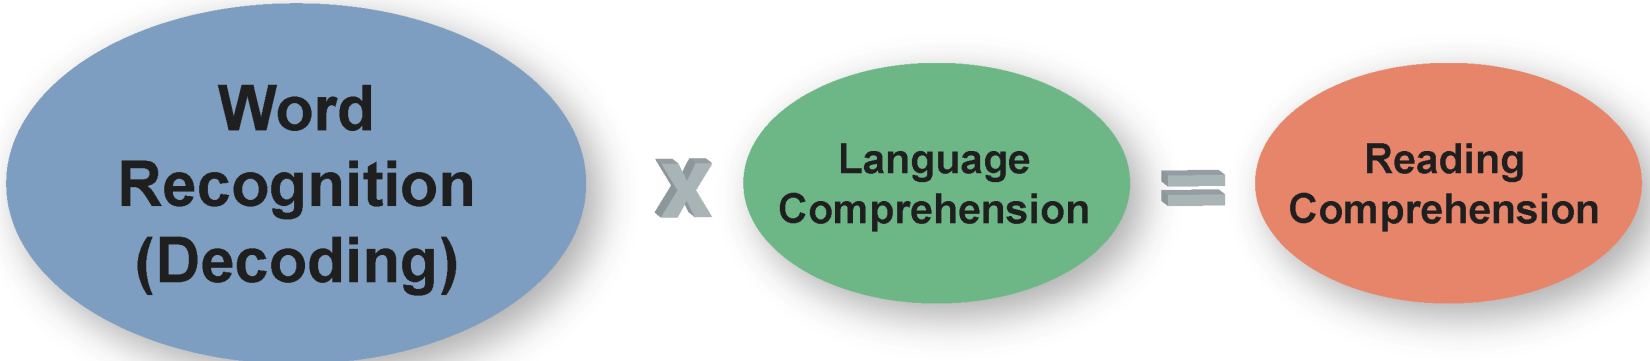 Word
Recognition
(Decoding)
x
Language
Comprehension
=
Reading
Comprehension